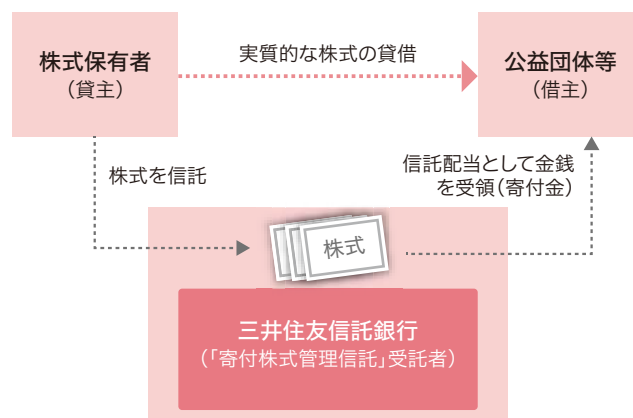 株式保有者
（貸主）
実質的な株式の貸借
公益団体等
（借主）
株式を信託
信託配当として金銭
を受領（寄付金）
株式
三井住友信託銀行
（「寄付株式管理信託」受託者）